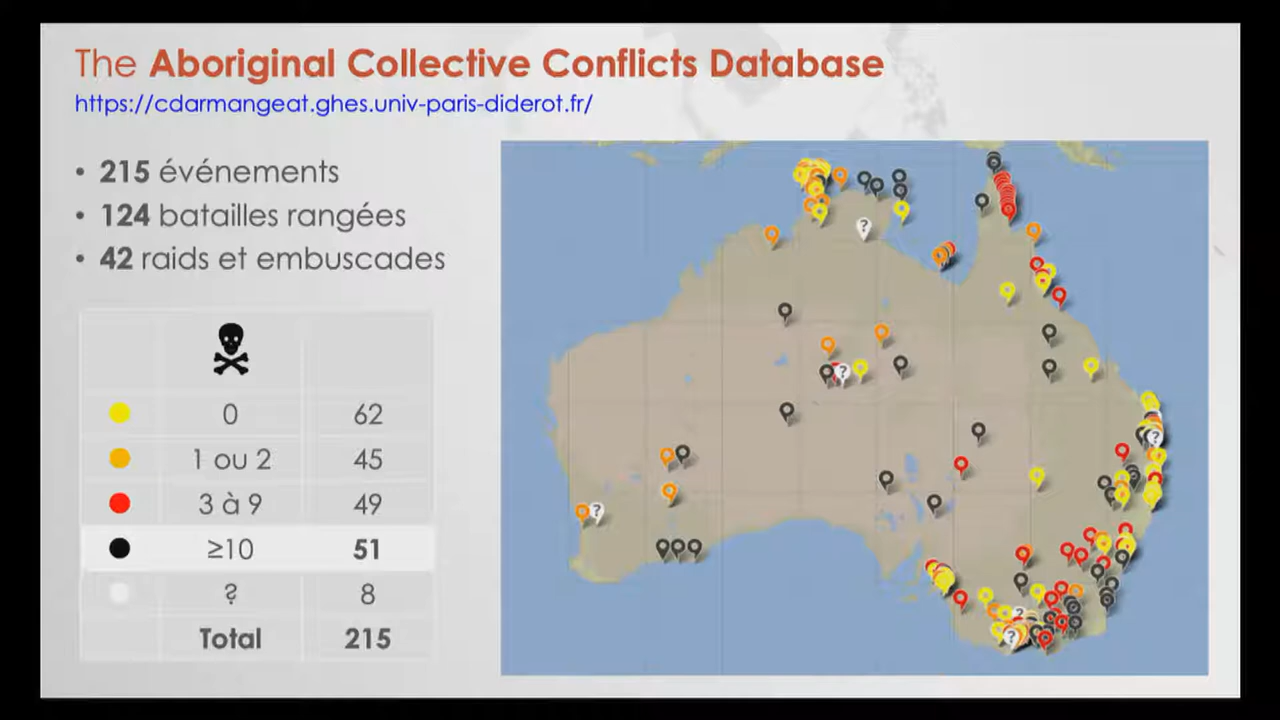 The Aboriginal Collective Conflicts Database
https://cdarmangeat.ghes.univ-paris-diderot.fr/
• 215 événements
• 124 batailles rangées
• 42 raids et embuscades
0 62
1 ou 2 45
3 à 9 49
≥10 51
? 8
Total 215
?
?
?
?
?
?